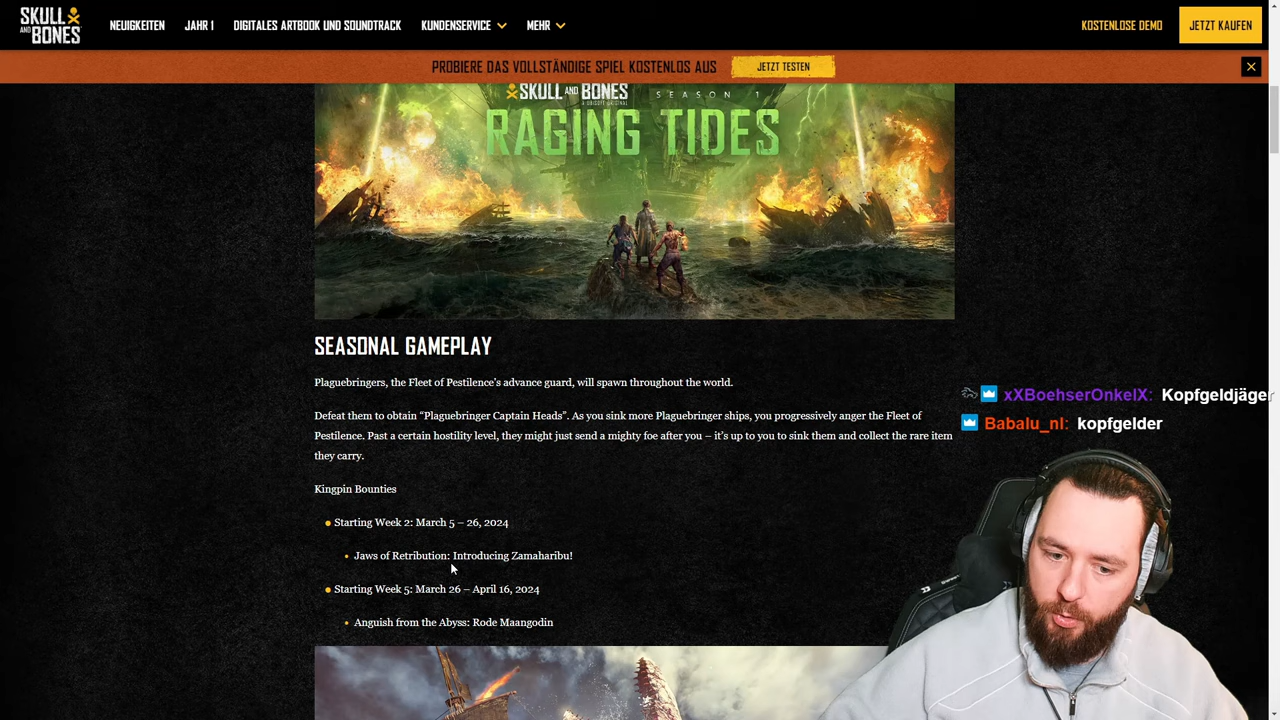 SKULL AND BONES
NEUIGKEITEN JAHR 1 DIGITALES ARTBOOK UND SOUNDTRACK KUNDENSERVICE MEHR KOSTENLOSE DEMO JETZT KAUFEN
PROBIERE DAS VOLLSTÄNDIGE SPIEL KOSTENLOS AUS JETZT TESTEN
SKULL AND BONES SEASON 1
A UBISOFT ORIGINAL
RAGING TIDES
SEASONAL GAMEPLAY
Plaguebringers, the Fleet of Pestilence's advance guard, will spawn throughout the world.
Defeat them to obtain “Plaguebringer Captain Heads”. As you sink more Plaguebringer ships, you progressively anger the Fleet of
Pestilence. Past a certain hostility level, they might just send a mighty foe after you – it's up to you to sink them and collect the rare item
they carry.
Kingpin Bounties
Starting Week 2: March 5 – 26, 2024
Jaws of Retribution: Introducing Zamaharibu!
Starting Week 5: March 26 – April 16, 2024
Anguish from the Abyss: Rode Maangodin
xXBoehserOnkelX: Kopfgeldjäger
Babalu_nl: kopfgelder